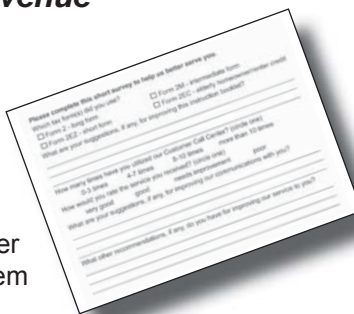 venue
Please complete this short survey to help us better serve you.
Which tax form(s) did you use?
☐ Form 2 - long form ☐ Form 2M - intermediate form
☐ Form 2EZ - short form ☐ Form 2EC - elderly homeowner/renter credit
What are your suggestions, if any, for improving this instruction booklet?
How many times have you utilized our Customer Call Center? (circle one)
0-3 times 4-7 times 8-10 times more than 10 times
How would you rate the service you received? (circle one)
very good good needs improvement poor
What are your suggestions, if any, for improving our communications with you?
What other recommendations, if any, do you have for improving our service to you?
er
em